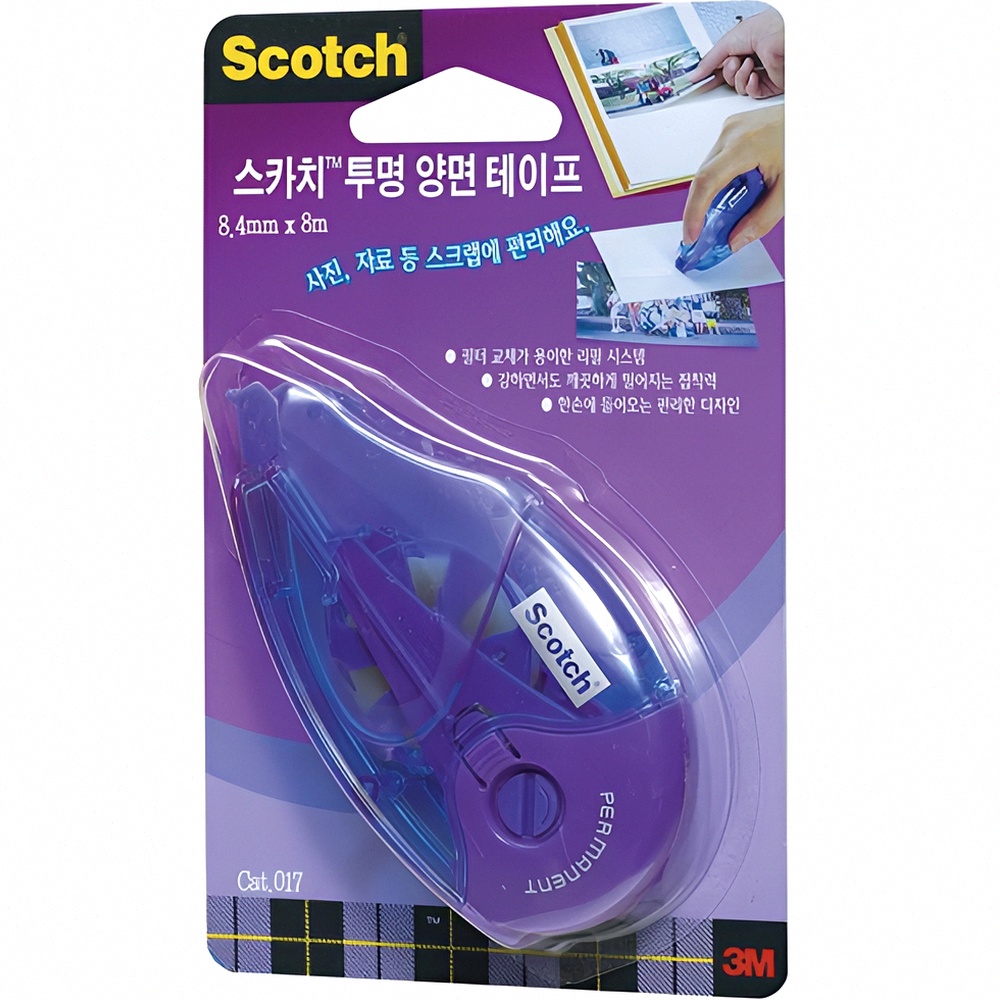 Scotch
스카치™ 투명 양면 테이프
8.4mm x 8m
사진, 자료 등 스크랩에 편리해요.
교체가 용이한 리필 시스템
강하면서도 깨끗하게 떨어지는 접착력
한손에 들어오는 편리한 디자인
Scotch
PERMANENT
Cat. 017
3M